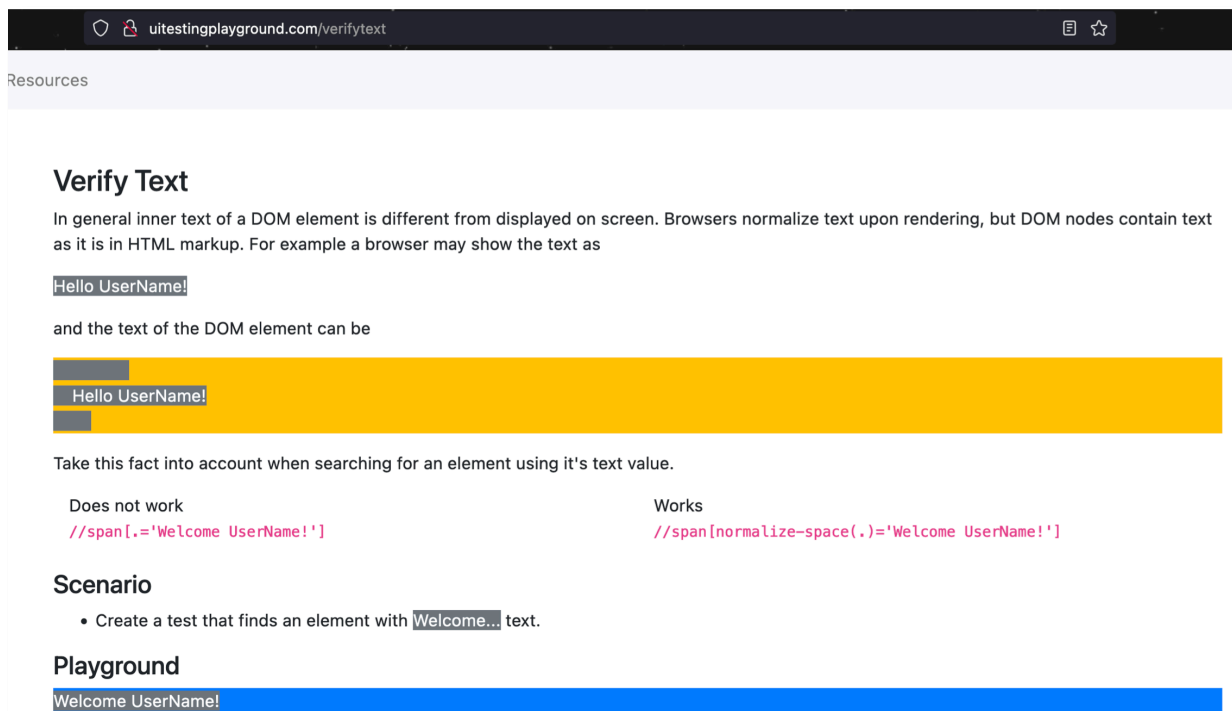 uitestingplayground.com/verifytext
Resources
Verify Text
In general inner text of a DOM element is different from displayed on screen. Browsers normalize text upon rendering, but DOM nodes contain text
as it is in HTML markup. For example a browser may show the text as
Hello UserName!
and the text of the DOM element can be
Hello UserName!
Take this fact into account when searching for an element using it's text value.
Does not work
//span[.='Welcome UserName!']
Works
//span[normalize-space(.)='Welcome UserName!']
Scenario
• Create a test that finds an element with Welcome... text.
Playground
Welcome UserName!